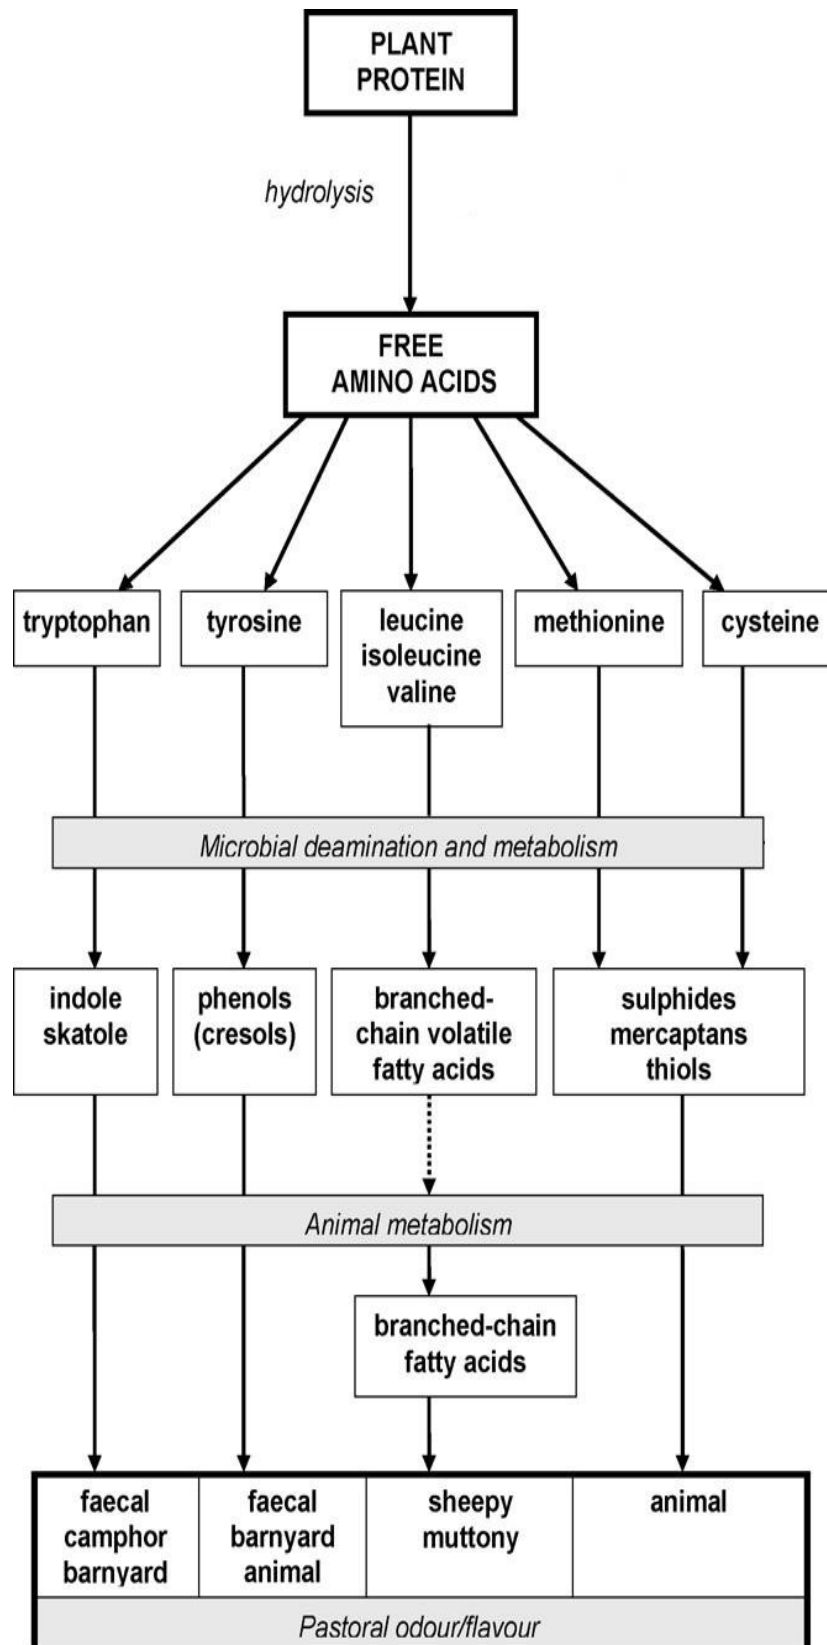 PLANT
PROTEIN
hydrolysis
FREE
AMINO ACIDS
tryptophan
tyrosine
leucine
isoleucine
valine
methionine
cysteine
Microbial deamination and metabolism
indole
skatole
phenols
(cresols)
branched-
chain volatile
fatty acids
sulphides
mercaptans
thiols
Animal metabolism
branched-chain
fatty acids
faecal
camphor
barnyard
faecal
barnyard
animal
sheepy
muttony
animal
Pastoral odour/flavour